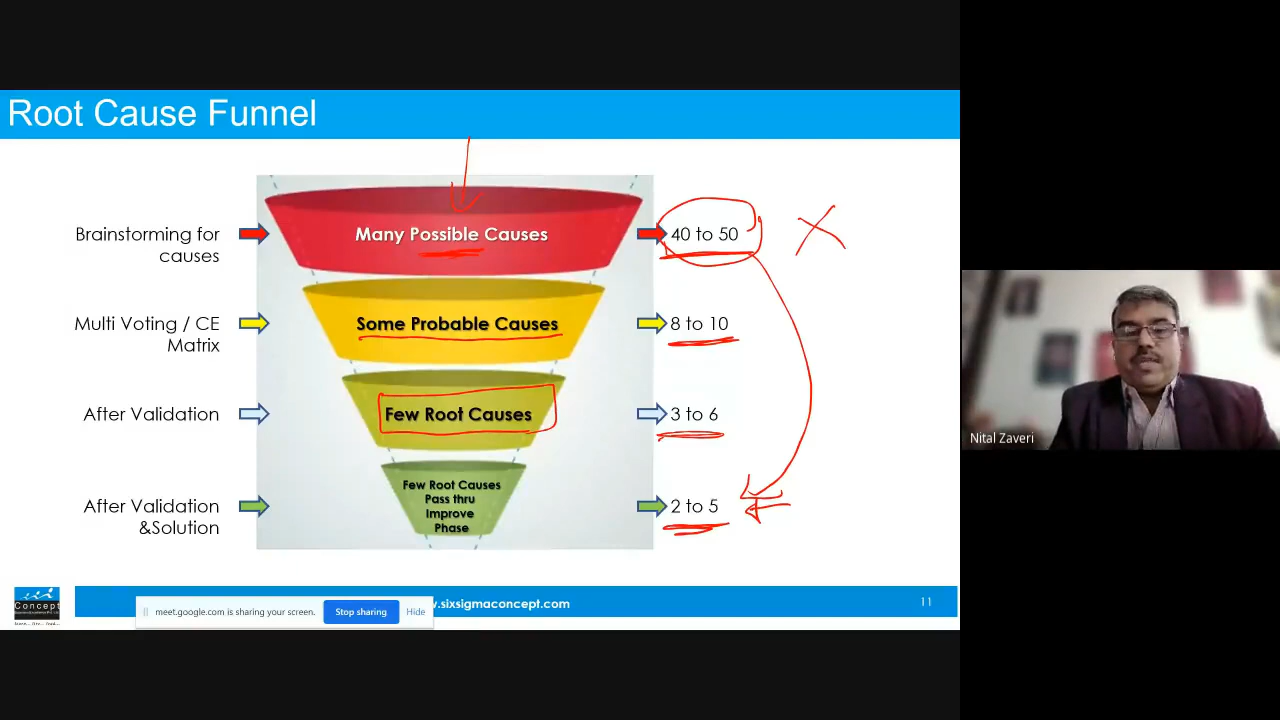 Root Cause Funnel
Brainstorming for
causes
Many Possible Causes
40 to 50
Multi Voting / CE
Matrix
Some Probable Causes
8 to 10
After Validation
Few Root Causes
3 to 6
After Validation
&Solution
Few Root Causes
Pass thru
Improve
Phase
2 to 5
Nital Zaveri
Concept
meet.google.com is sharing your screen.
Stop sharing
Hide
.sixsigmaconcept.com
11